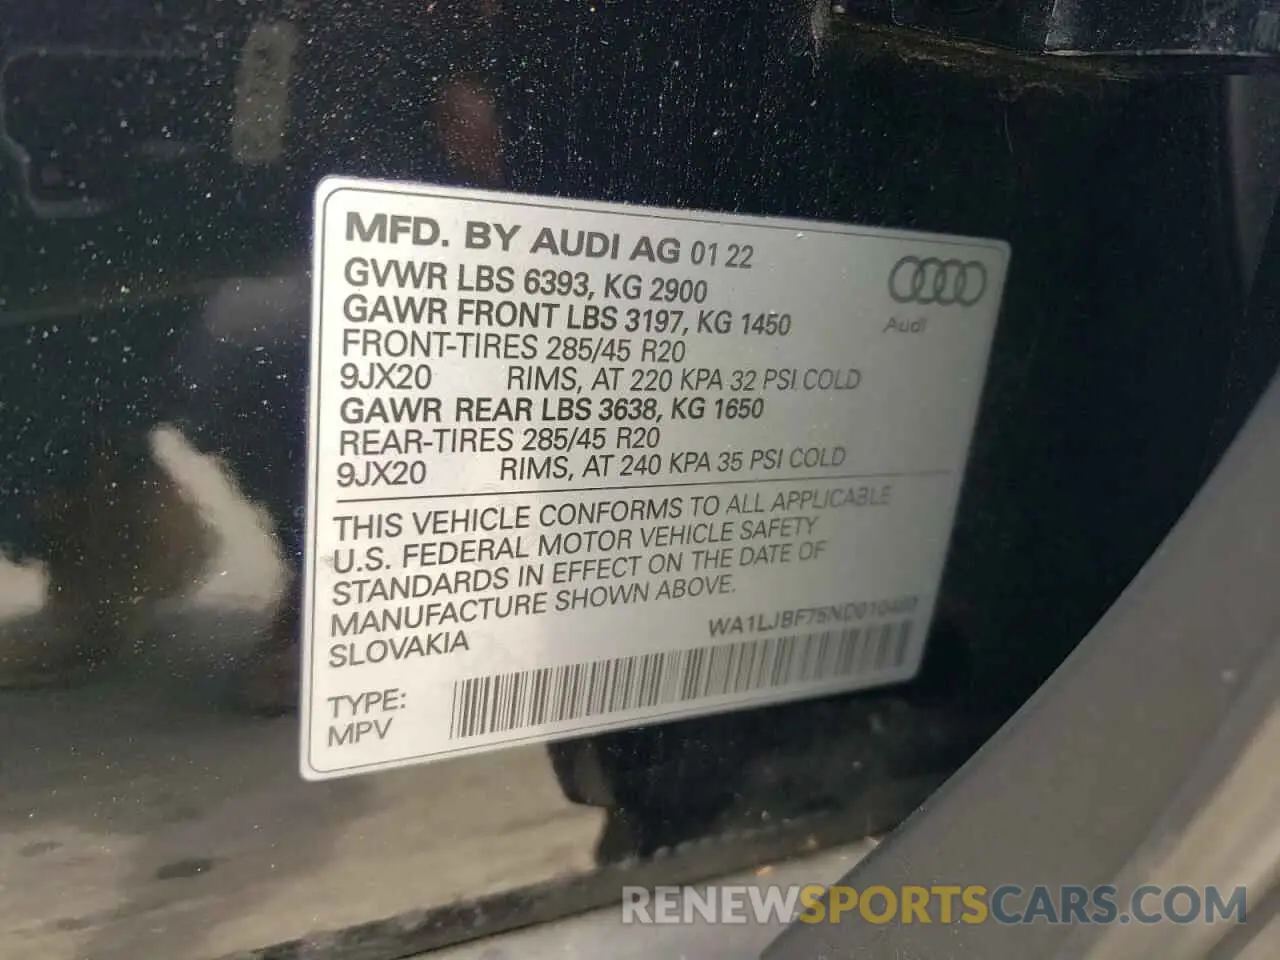 MFD. BY AUDI AG 01 22
GVWR LBS 6393, KG 2900
GAWR FRONT LBS 3197, KG 1450
FRONT-TIRES 285/45 R20
9JX20 RIMS, AT 220 KPA 32 PSI COLD
GAWR REAR LBS 3638, KG 1650
REAR-TIRES 285/45 R20
9JX20 RIMS, AT 240 KPA 35 PSI COLD
Audi
THIS VEHICLE CONFORMS TO ALL APPLICABLE
U.S. FEDERAL MOTOR VEHICLE SAFETY
STANDARDS IN EFFECT ON THE DATE OF
MANUFACTURE SHOWN ABOVE.
SLOVAKIA
TYPE:
MPV
RENEWSPORTSCARS.COM